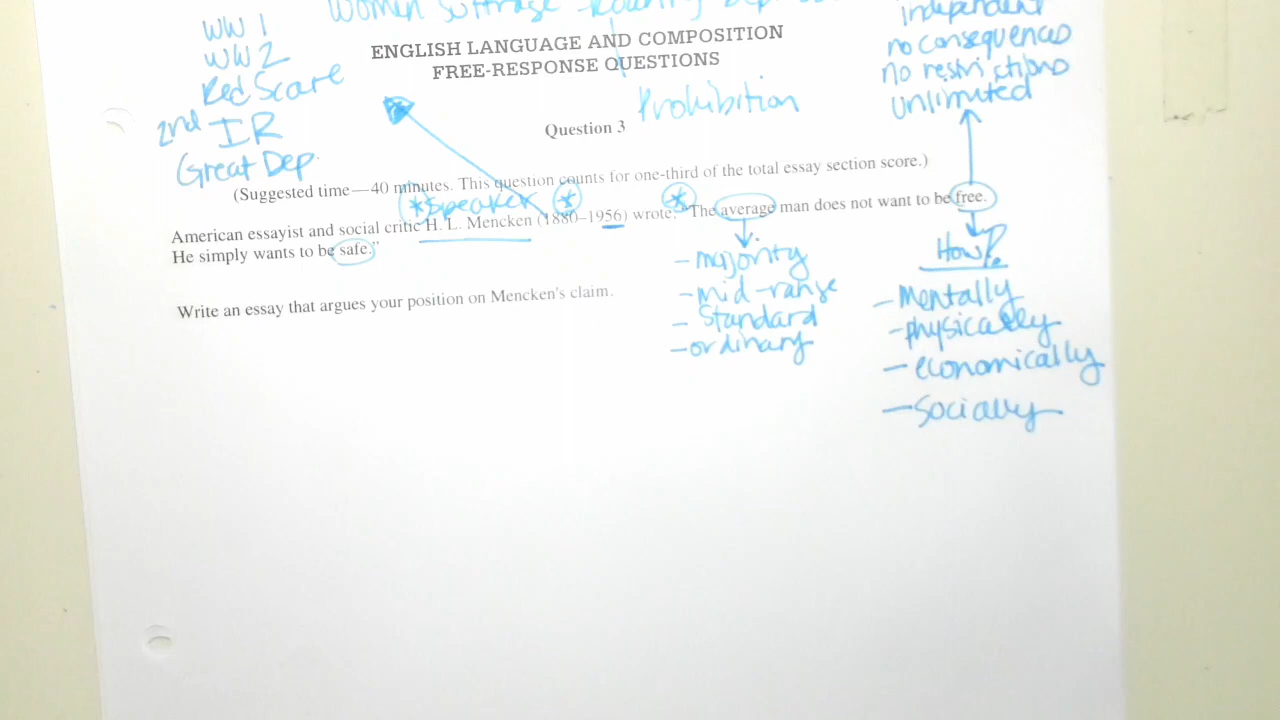 Women suffrage
WW 1
WW 2
Red Scare
2nd IR
Great Dep.
ENGLISH LANGUAGE AND COMPOSITION
FREE-RESPONSE QUESTIONS
Prohibition
independent
no consequences
no restrictions
unlimited
Question 3
(Suggested time—40 minutes. This question counts for one-third of the total essay section score.)
*Speaker * *
American essayist and social critic H. L. Mencken (1880–1956) wrote: “The average man does not want to be free.
He simply wants to be safe.”
Write an essay that argues your position on Mencken’s claim.
– majority
– mid-range
– Standard
– ordinary
How?
– Mentally
– physically
– economically
– Socially